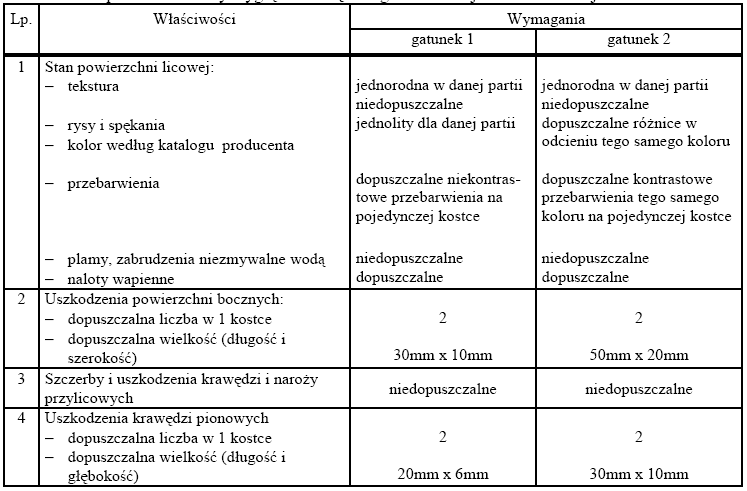 Lp. Właściwości Wymagania
gatunek 1 gatunek 2
1 Stan powierzchni licowej:
– tekstura jednorodna w danej partii jednorodna w danej partii
niedopuszczalne niedopuszczalne
– rysy i spękania jednolity dla danej partii dopuszczalne różnice w
– kolor według katalogu producenta odcieniu tego samego koloru
– przebarwienia dopuszczalne niekontras- dopuszczalne kontrastowe
towe przebarwienia na przebarwienia tego samego
pojedynczej kostce koloru na pojedynczej kostce
– plamy, zabrudzenia niezmywalne wodą niedopuszczalne niedopuszczalne
– naloty wapienne dopuszczalne dopuszczalne
2 Uszkodzenia powierzchni bocznych:
– dopuszczalna liczba w 1 kostce 2 2
– dopuszczalna wielkość (długość i
szerokość) 30mm x 10mm 50mm x 20mm
3 Szczerby i uszkodzenia krawędzi i naroży
przylicowych niedopuszczalne niedopuszczalne
4 Uszkodzenia krawędzi pionowych
– dopuszczalna liczba w 1 kostce 2 2
– dopuszczalna wielkość (długość i
głębokość) 20mm x 6mm 30mm x 10mm